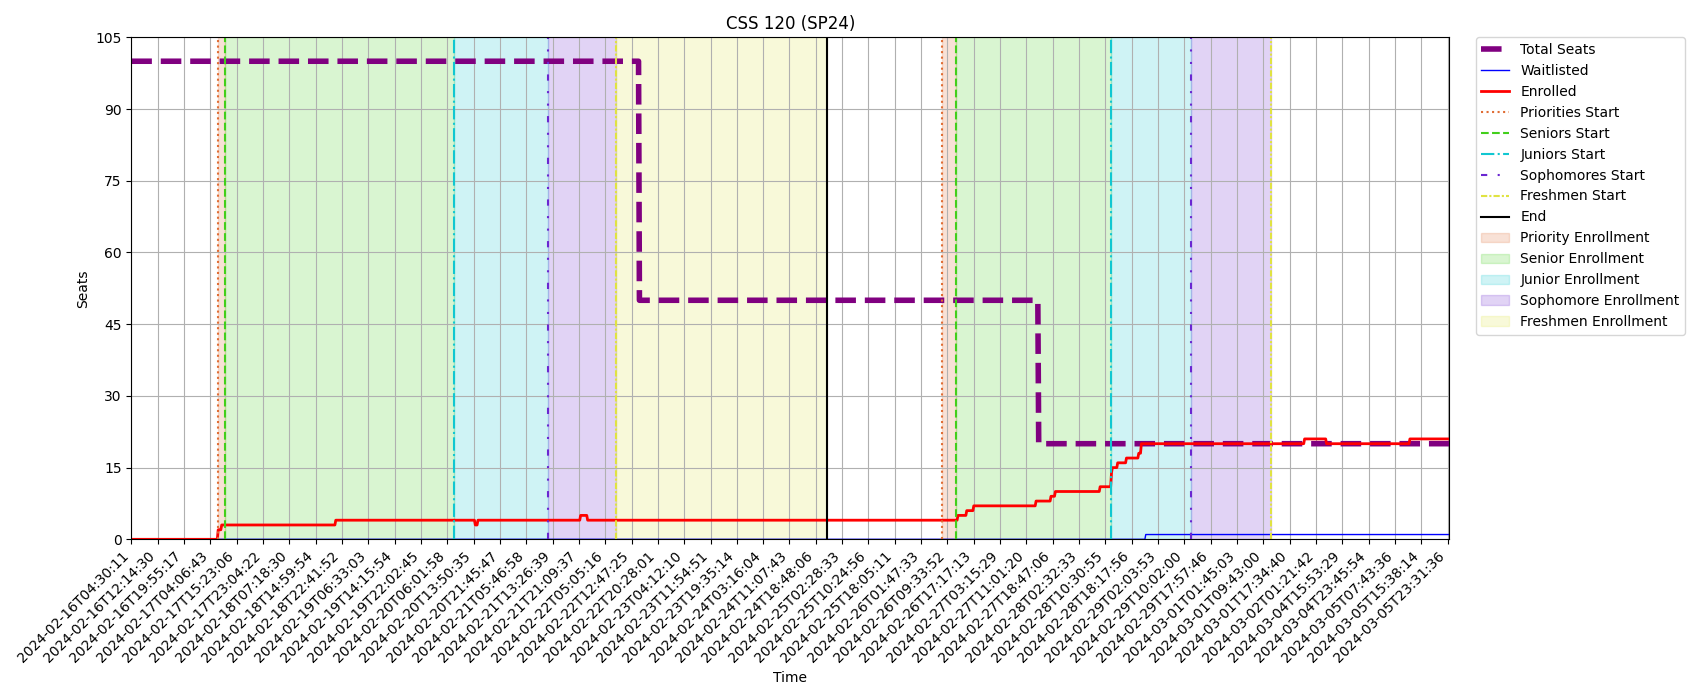 CSS 120 (SP24)
105
90
75
60
45
30
15
0
Seats
2024-02-16T04:30:11
2024-02-16T12:14:30
2024-02-16T19:55:17
2024-02-17T04:06:43
2024-02-17T15:23:06
2024-02-17T23:04:22
2024-02-18T07:18:30
2024-02-18T14:59:54
2024-02-18T22:41:52
2024-02-19T06:33:03
2024-02-19T14:15:54
2024-02-19T22:02:45
2024-02-20T06:01:58
2024-02-20T13:50:35
2024-02-20T21:45:47
2024-02-21T05:46:58
2024-02-21T13:26:39
2024-02-21T21:09:37
2024-02-22T05:05:16
2024-02-22T12:47:25
2024-02-22T20:28:01
2024-02-23T04:12:10
2024-02-23T11:54:51
2024-02-23T19:35:14
2024-02-24T03:16:04
2024-02-24T11:07:43
2024-02-24T18:48:06
2024-02-25T02:28:33
2024-02-25T10:24:56
2024-02-25T18:05:11
2024-02-26T01:47:33
2024-02-26T09:33:52
2024-02-26T17:17:13
2024-02-27T03:15:29
2024-02-27T11:01:20
2024-02-27T18:47:06
2024-02-28T02:32:33
2024-02-28T10:30:55
2024-02-28T18:17:56
2024-02-29T02:03:53
2024-02-29T10:02:00
2024-02-29T17:57:46
2024-03-01T01:45:03
2024-03-01T09:43:00
2024-03-01T17:34:40
2024-03-02T01:21:42
2024-03-04T15:53:29
2024-03-04T23:45:54
2024-03-05T07:43:36
2024-03-05T15:38:14
2024-03-05T23:31:36
Time
Total Seats
Waitlisted
Enrolled
Priorities Start
Seniors Start
Juniors Start
Sophomores Start
Freshmen Start
End
Priority Enrollment
Senior Enrollment
Junior Enrollment
Sophomore Enrollment
Freshmen Enrollment